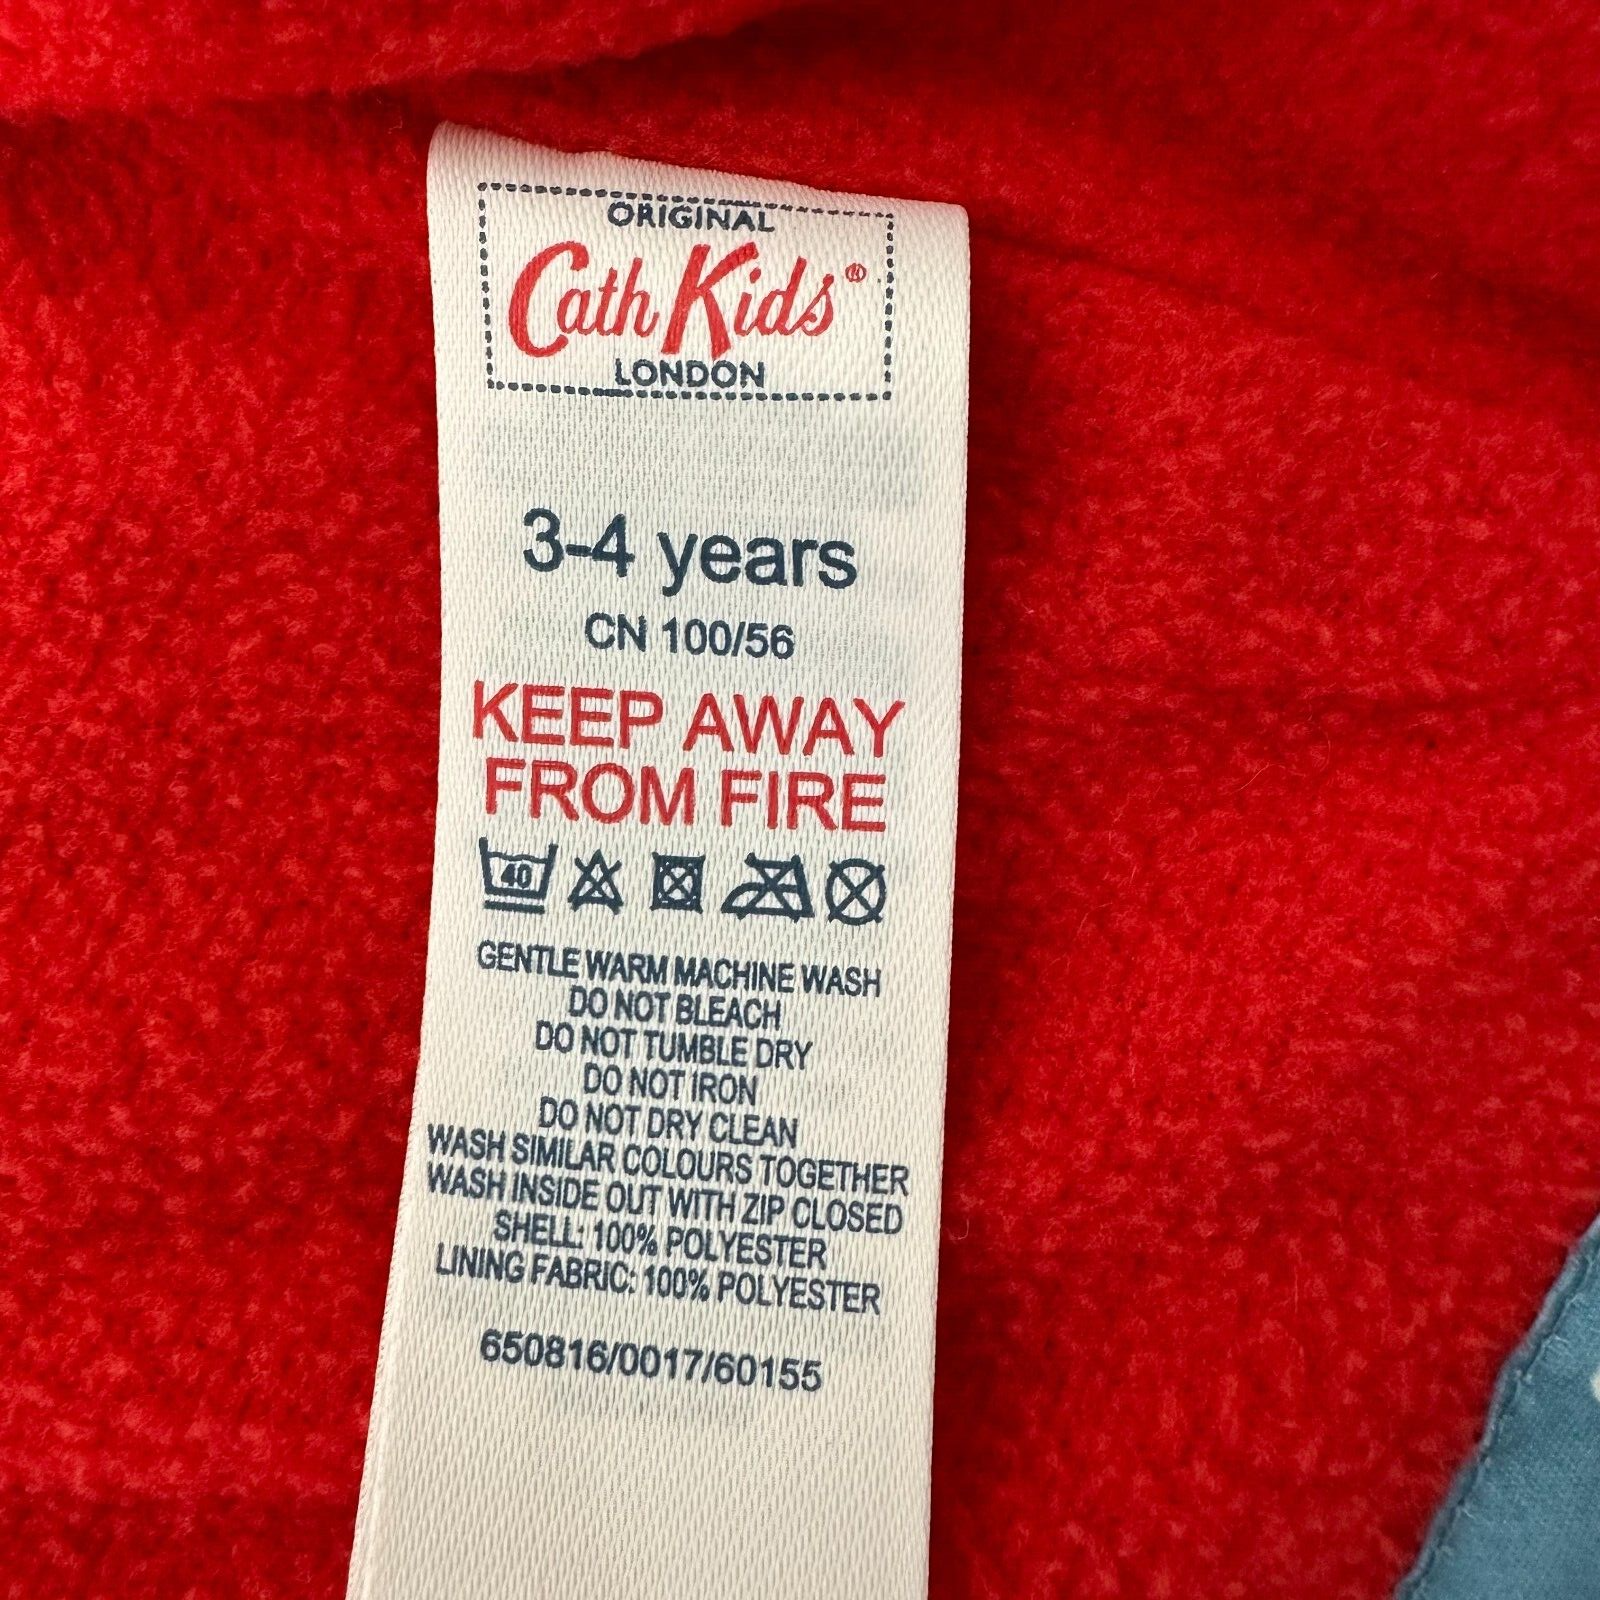 ORIGINAL
Cath Kids®
LONDON
3-4 years
CN 100/56
KEEP AWAY
FROM FIRE
40
GENTLE WARM MACHINE WASH
DO NOT BLEACH
DO NOT TUMBLE DRY
DO NOT IRON
DO NOT DRY CLEAN
WASH SIMILAR COLOURS TOGETHER
WASH INSIDE OUT WITH ZIP CLOSED
SHELL: 100% POLYESTER
LINING FABRIC: 100% POLYESTER
650816/0017/60155